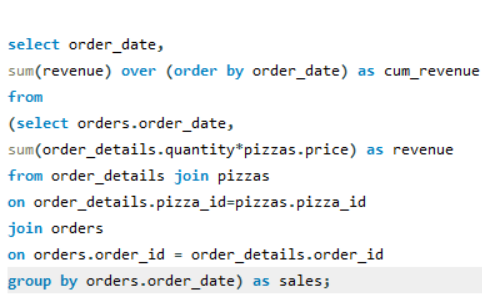 select order_date,
sum(revenue) over (order by order_date) as cum_revenue
from
(select orders.order_date,
sum(order_details.quantity*pizzas.price) as revenue
from order_details join pizzas
on order_details.pizza_id=pizzas.pizza_id
join orders
on orders.order_id = order_details.order_id
group by orders.order_date) as sales;